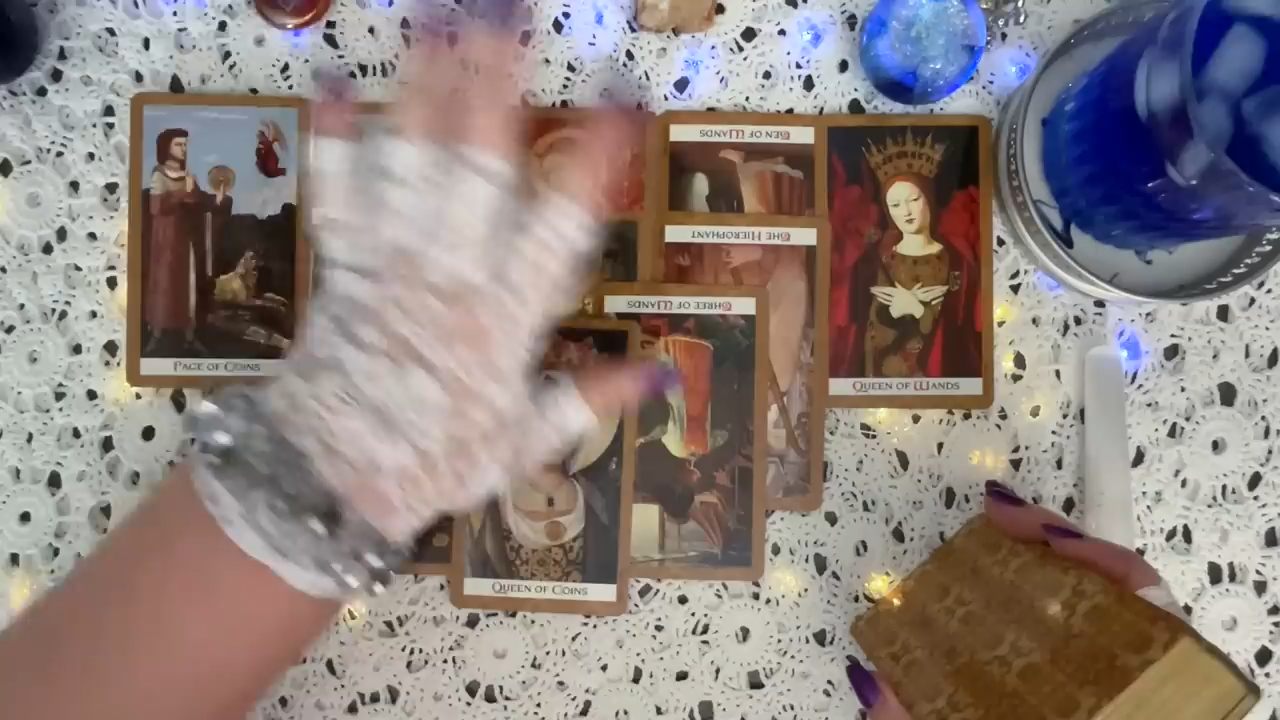 TEN OF WANDS
THE HIEROPHANT
THREE OF WANDS
PAGE OF COINS
QUEEN OF WANDS
QUEEN OF COINS